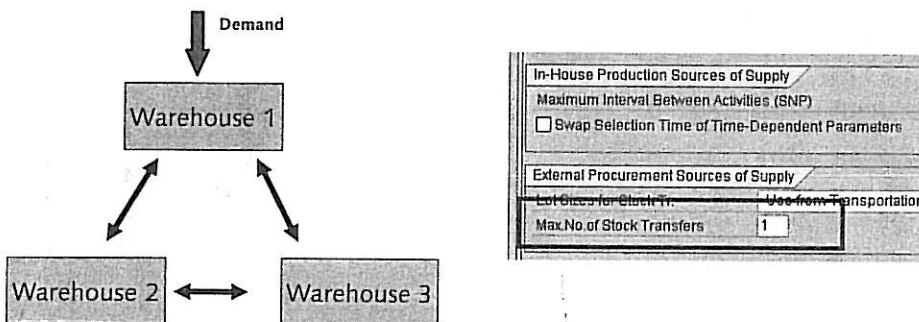 Demand
Warehouse 1
Warehouse 2
Warehouse 3
In-House Production Sources of Supply
Maximum Interval Between Activities (SNP)
Swap Selection Time of Time-Dependent Parameters
External Procurement Sources of Supply
Lot Sizes for Stock Tr. Use from Transportation
Max.No.of Stock Transfers 1